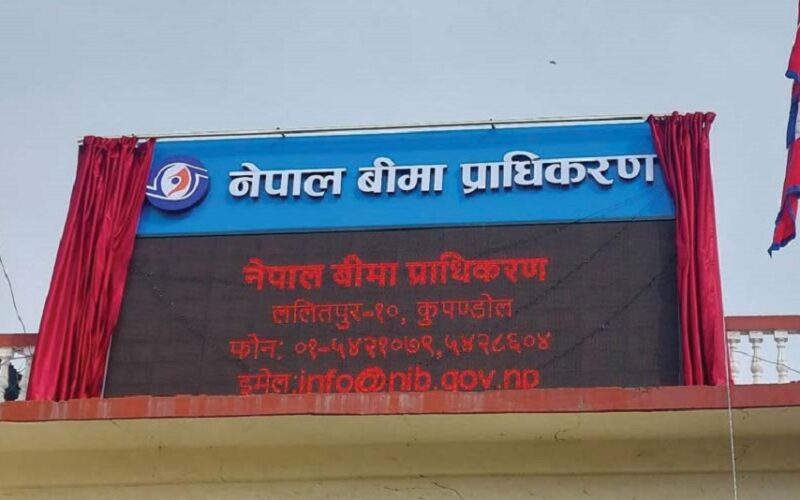 नेपाल बीमा प्राधिकरण
नेपाल बीमा प्राधिकरण
ललितपुर-१०, कुपण्डोल
फोन: ०१-५४२१०७९,५४२८६०४
इमेल:info@nib.gov.np